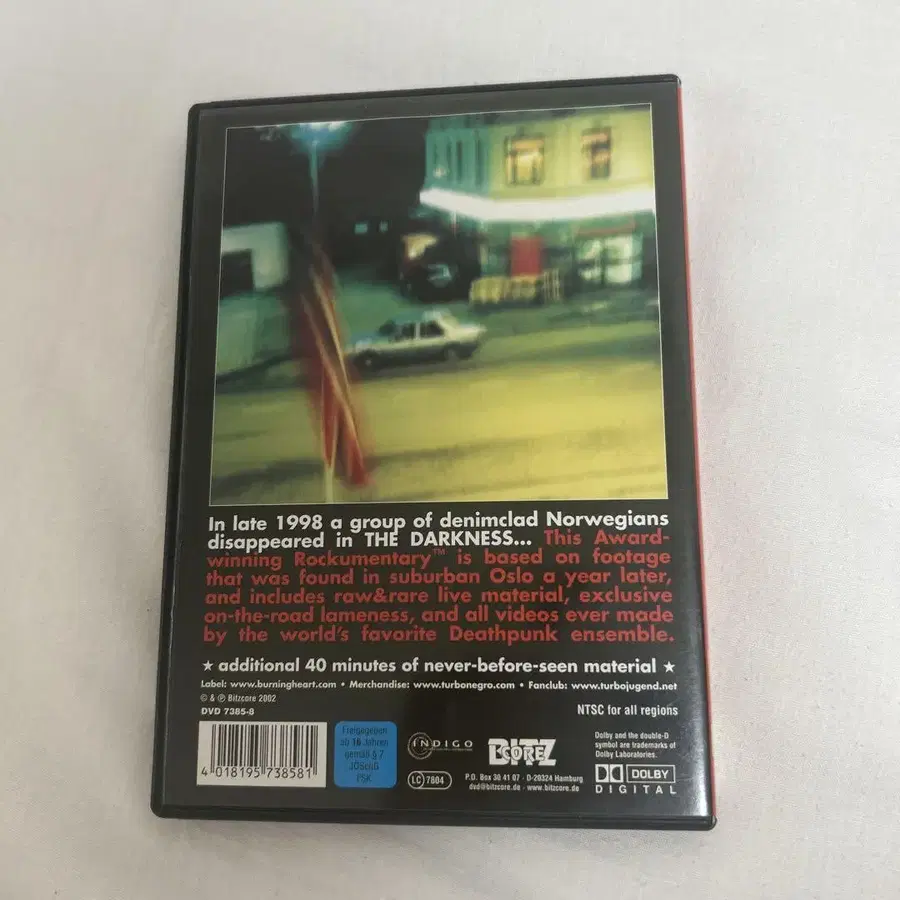 In late 1998 a group of denimclad Norwegians
disappeared in THE DARKNESS... This Award-
winning Rockumentary™ is based on footage
that was found in suburban Oslo a year later,
and includes raw&rare live material, exclusive
on-the-road lameness, and all videos ever made
by the world's favorite Deathpunk ensemble.
★ additional 40 minutes of never-before-seen material ★
Label: www.burningheart.com • Merchandise: www.turbonegro.com • Fanclub: www.turbojugend.net
© & ℗ Bitzcore 2002
DVD 7385-8
NTSC for all regions
4 018195 738581
Freigegeben
ab 16 Jahren
gemäß § 7
JÖSchG
FSK
INDIGO
LC 7804
BITZCORE
P.O. Box 30 41 07 · D-20324 Hamburg
dvd@bitzcore.de · www.bitzcore.de
Dolby and the double-D
symbol are trademarks of
Dolby Laboratories.
DOLBY
DIGITAL